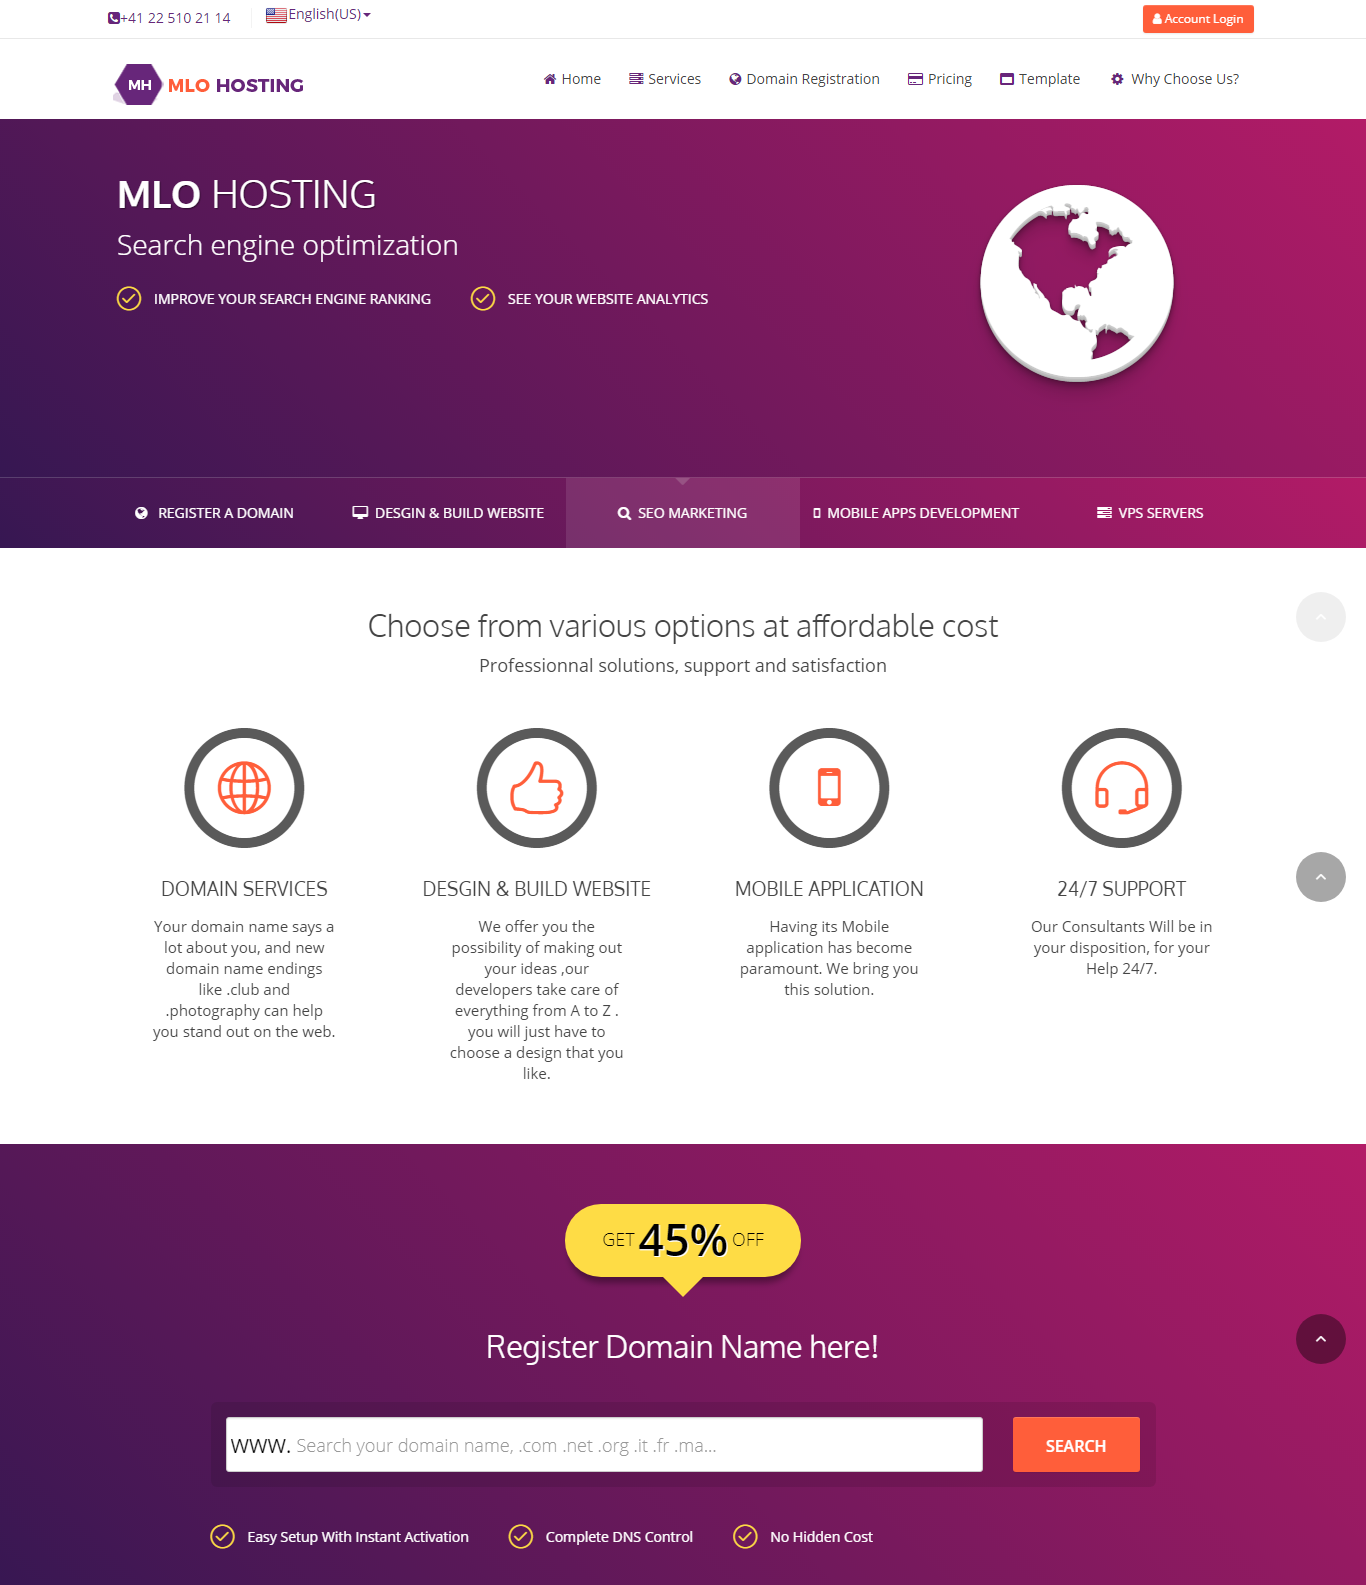 +41 22 510 21 14
English(US)
Account Login
MH MLO HOSTING
Home Services Domain Registration Pricing Template Why Choose Us?
MLO HOSTING
Search engine optimization
IMPROVE YOUR SEARCH ENGINE RANKING SEE YOUR WEBSITE ANALYTICS
REGISTER A DOMAIN DESGIN & BUILD WEBSITE SEO MARKETING MOBILE APPS DEVELOPMENT VPS SERVERS
Choose from various options at affordable cost
Professionnal solutions, support and satisfaction
DOMAIN SERVICES
Your domain name says a
lot about you, and new
domain name endings
like .club and
.photography can help
you stand out on the web.
DESGIN & BUILD WEBSITE
We offer you the
possibility of making out
your ideas ,our
developers take care of
everything from A to Z .
you will just have to
choose a design that you
like.
MOBILE APPLICATION
Having its Mobile
application has become
paramount. We bring you
this solution.
24/7 SUPPORT
Our Consultants Will be in
your disposition, for your
Help 24/7.
GET 45% OFF
Register Domain Name here!
WWW. Search your domain name, .com .net .org .it .fr .ma...
SEARCH
Easy Setup With Instant Activation Complete DNS Control No Hidden Cost